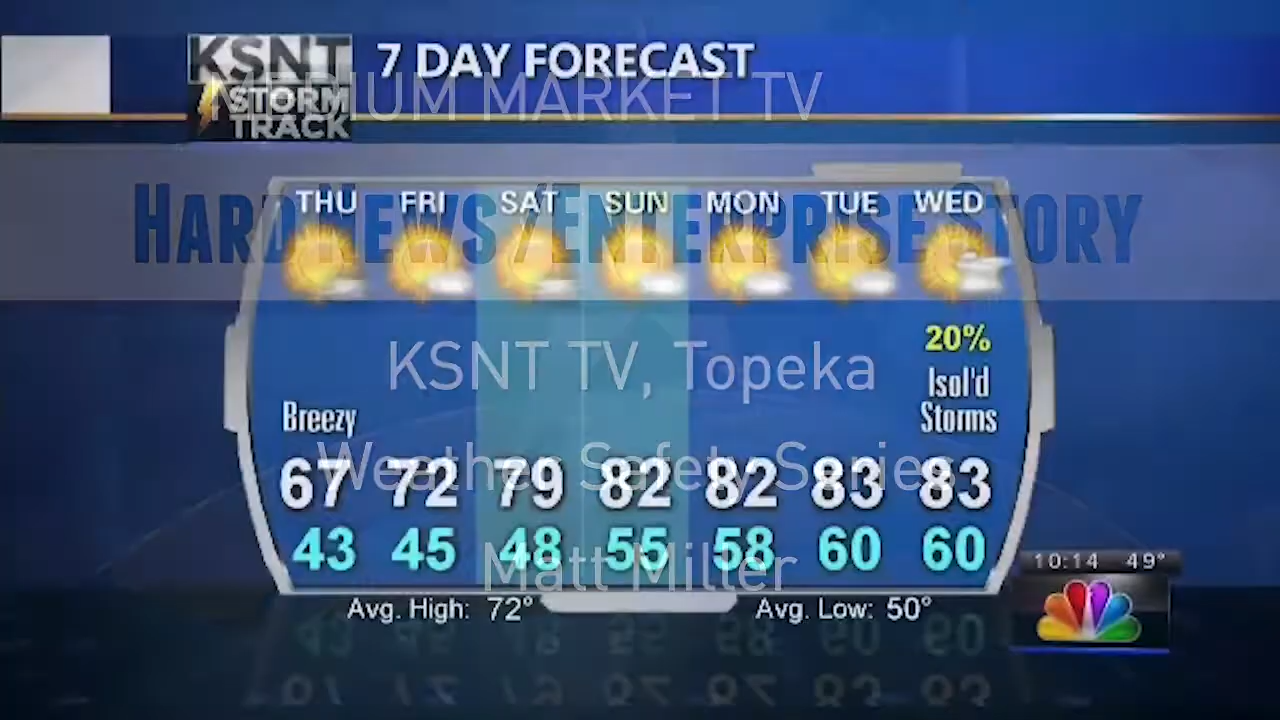 KSNT
STORM
TRACK
7 DAY FORECAST
MEDIUM MARKET TV
HARD NEWS/ENTERPRISE STORY
THU FRI SAT SUN MON TUE WED
20%
KSNT TV, Topeka
Isol'd
Storms
Breezy
Weather Safety Series
67 72 79 82 82 83 83
43 45 48 55 58 60 60
Matt Miller
10:14 49°
Avg. High: 72° Avg. Low: 50°